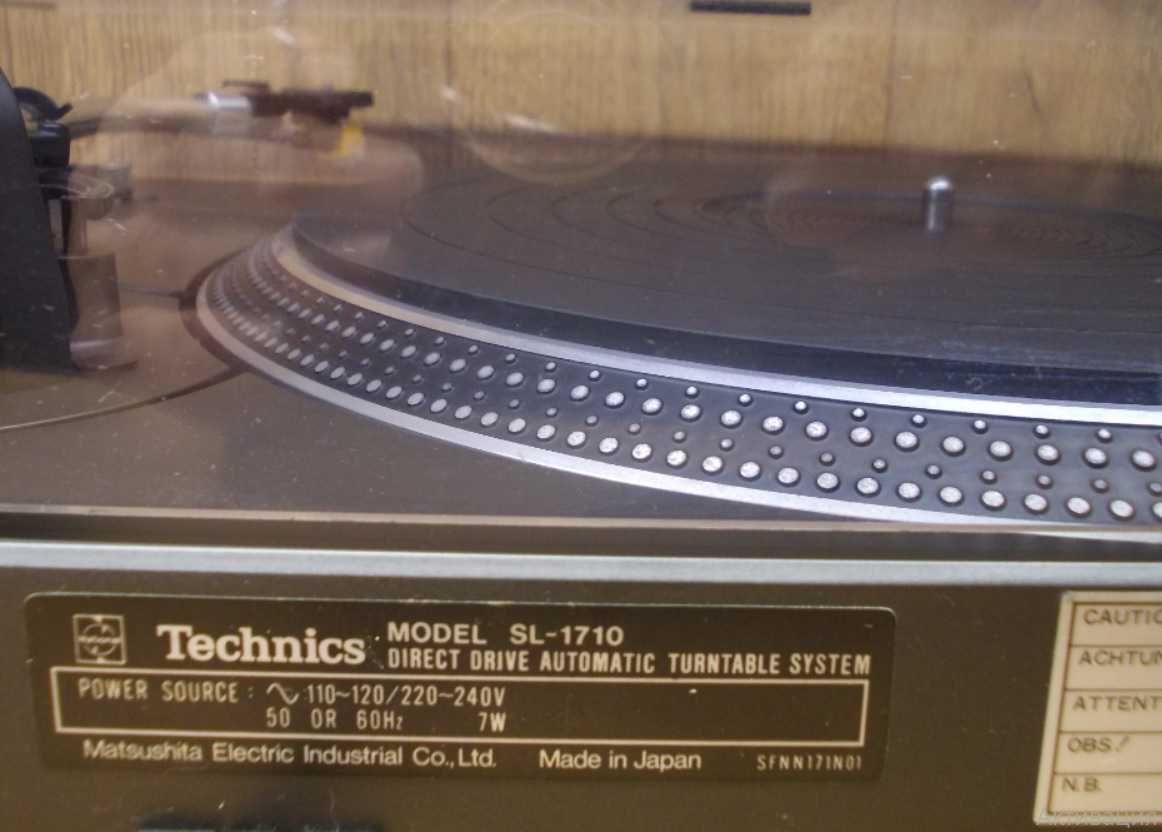 Technics
MODEL SL-1710
DIRECT DRIVE AUTOMATIC TURNTABLE SYSTEM
POWER SOURCE : ∿ 110~120/220~240V
50 OR 60Hz 7W
Matsushita Electric Industrial Co., Ltd. Made in Japan SFNN171N01
CAUTIO
ACHTUN
ATTENT
OBS!
N.B.